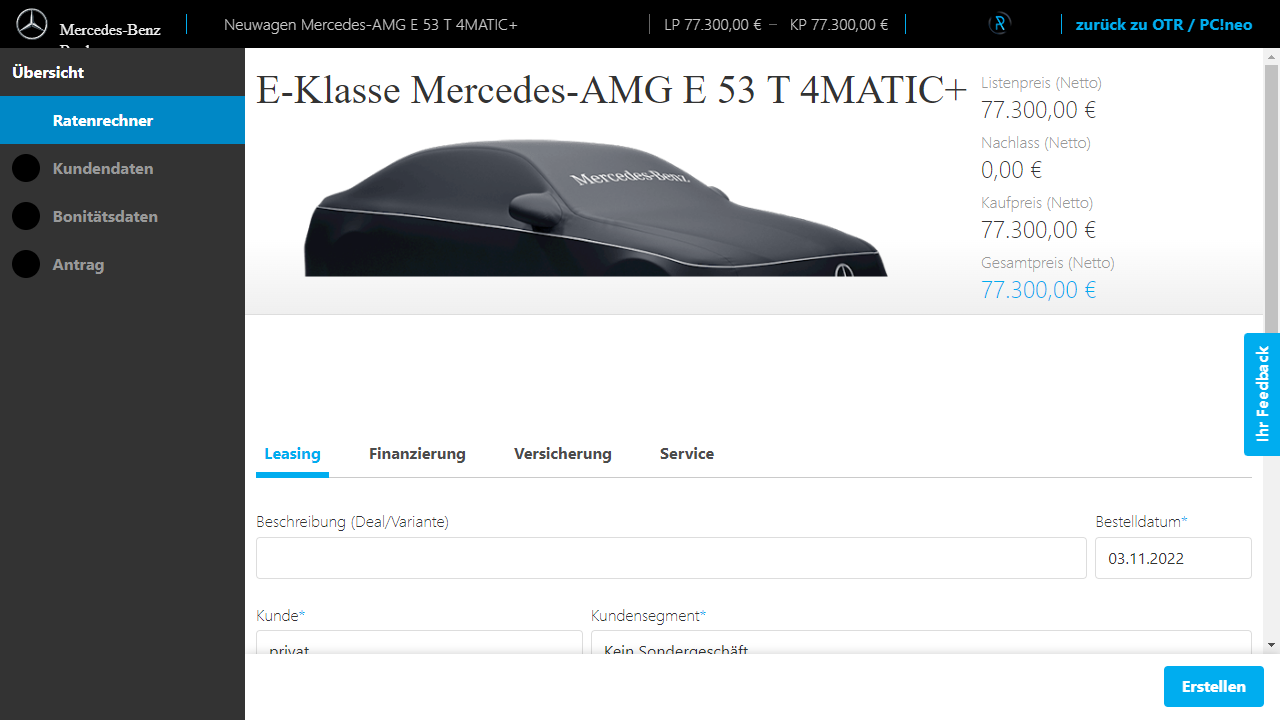 Mercedes-Benz
Neuwagen Mercedes-AMG E 53 T 4MATIC+
LP 77.300,00 € – KP 77.300,00 €
zurück zu OTR / PC!neo
Übersicht
Ratenrechner
Kundendaten
Bonitätsdaten
Antrag
E-Klasse Mercedes-AMG E 53 T 4MATIC+
Mercedes-Benz
Listenpreis (Netto)
77.300,00 €
Nachlass (Netto)
0,00 €
Kaufpreis (Netto)
77.300,00 €
Gesamtpreis (Netto)
77.300,00 €
Ihr Feedback
Leasing Finanzierung Versicherung Service
Beschreibung (Deal/Variante) Bestelldatum*
03.11.2022
Kunde* Kundensegment*
privat Kein Sondergeschäft
Erstellen